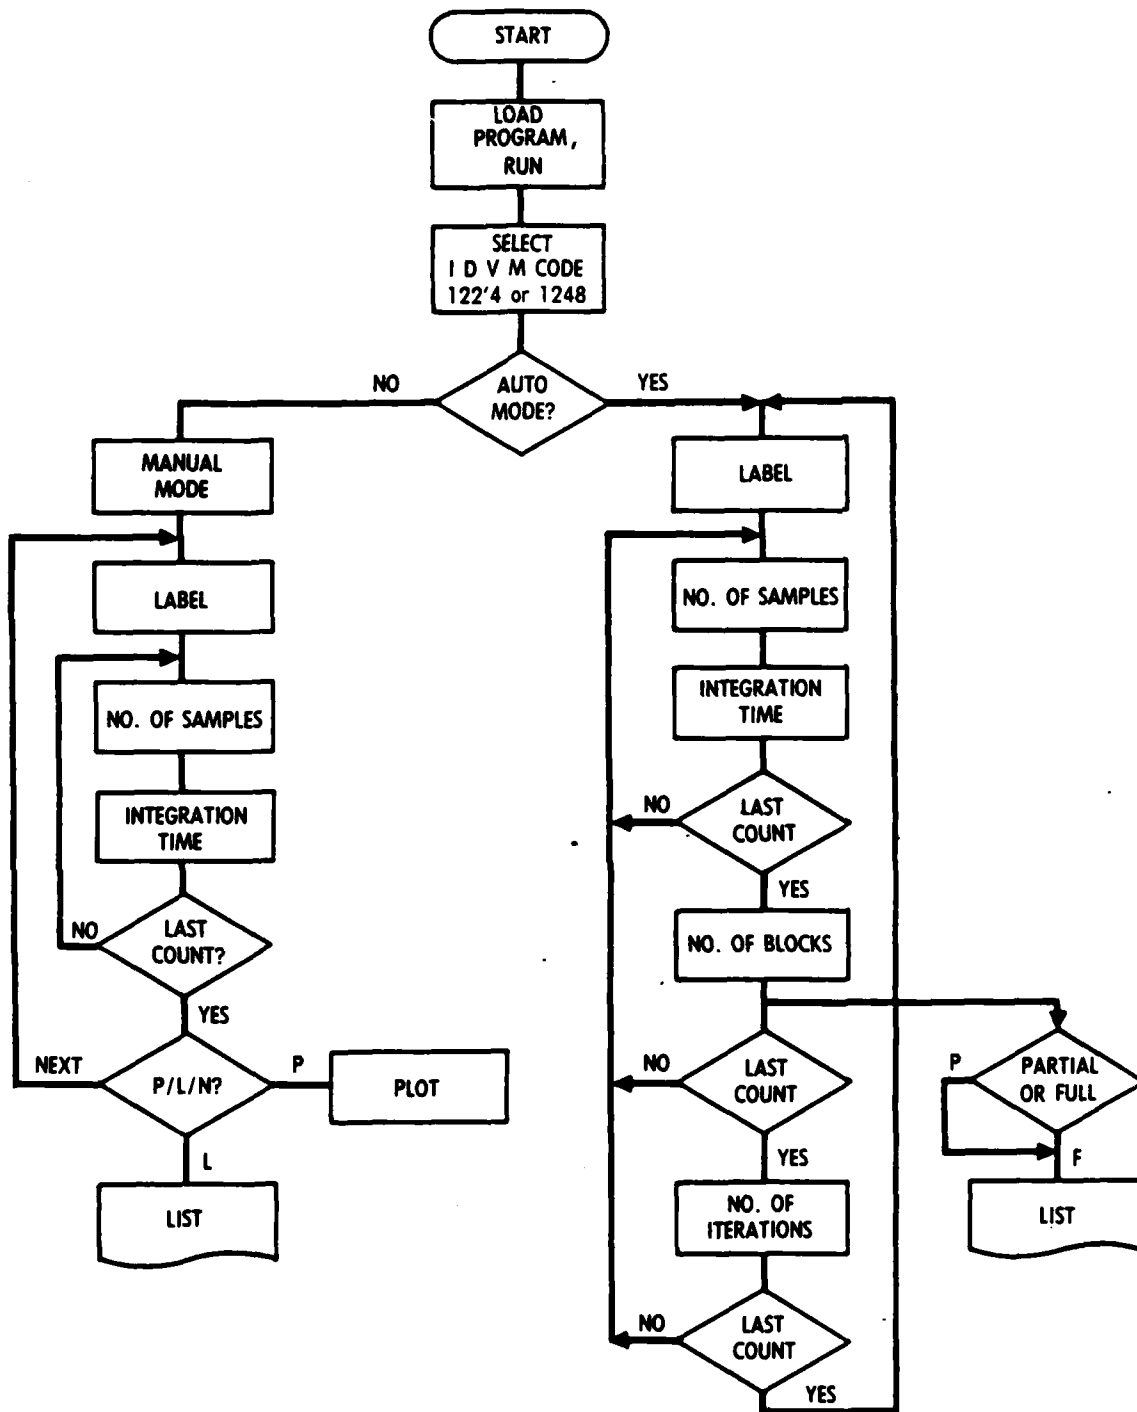 START
LOAD
PROGRAM,
RUN
SELECT
I D V M CODE
122'4 or 1248
AUTO
MODE?
NO
YES
MANUAL
MODE
LABEL
NO. OF SAMPLES
INTEGRATION
TIME
LAST
COUNT?
NO
YES
P/L/N?
NEXT
P
PLOT
L
LIST
LABEL
NO. OF SAMPLES
INTEGRATION
TIME
LAST
COUNT
NO
YES
NO. OF BLOCKS
LAST
COUNT
NO
YES
NO. OF
ITERATIONS
LAST
COUNT
NO
YES
PARTIAL
OR FULL
P
F
LIST